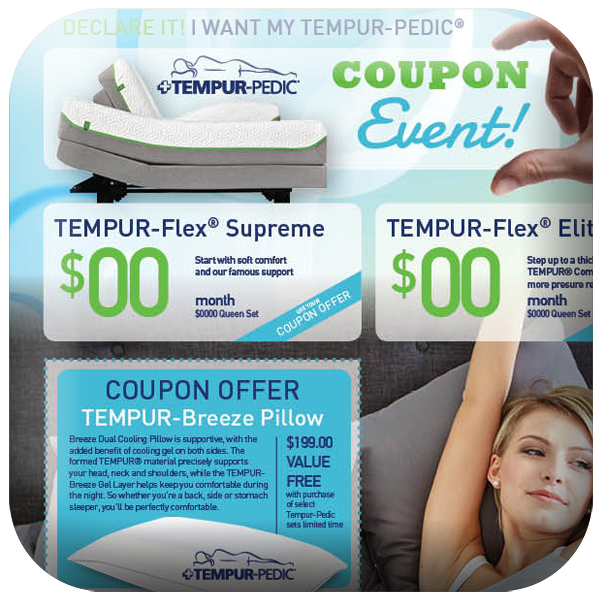 DECLARE IT! I WANT MY TEMPUR-PEDIC®
TEMPUR-PEDIC®
COUPON
Event!
TEMPUR-Flex® Supreme
$00
Start with soft comfort
and our famous support
month
$0000 Queen Set
USE YOUR
COUPON OFFER
TEMPUR-Flex® Elit
$00
Step up to a thic
TEMPUR® Com
more presure re
month
$0000 Queen Set
COUPON OFFER
TEMPUR-Breeze Pillow
Breeze Dual Cooling Pillow is supportive, with the
added benefit of cooling gel on both sides. The
formed TEMPUR® material precisely supports
your head, neck and shoulders, while the TEMPUR-
Breeze Gel Layer helps keep you comfortable during
the night. So whether you're a back, side or stomach
sleeper, you'll be perfectly comfortable.
$199.00
VALUE
FREE
with purchase
of select
Tempur-Pedic
sets limited time
TEMPUR-PEDIC®